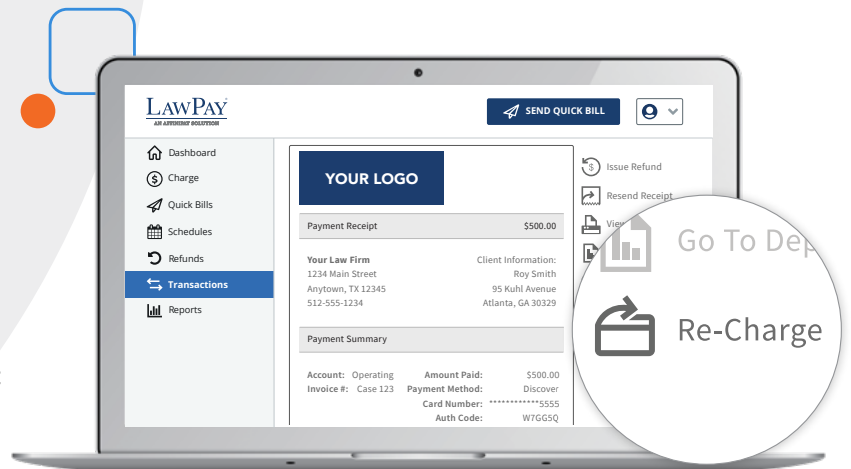 LAWPAY
AN AFFINIPAY SOLUTION
SEND QUICK BILL
Dashboard
Charge
Quick Bills
Schedules
Refunds
Transactions
Reports
YOUR LOGO
Payment Receipt $500.00
Your Law Firm Client Information:
1234 Main Street Roy Smith
Anytown, TX 12345 95 Kuhl Avenue
512-555-1234 Atlanta, GA 30329
Payment Summary
Account: Operating Amount Paid: $500.00
Invoice #: Case 123 Payment Method: Discover
Card Number: ************5555
Auth Code: W7GG5Q
Issue Refund
Resend Receipt
Go To Dep
Re-Charge